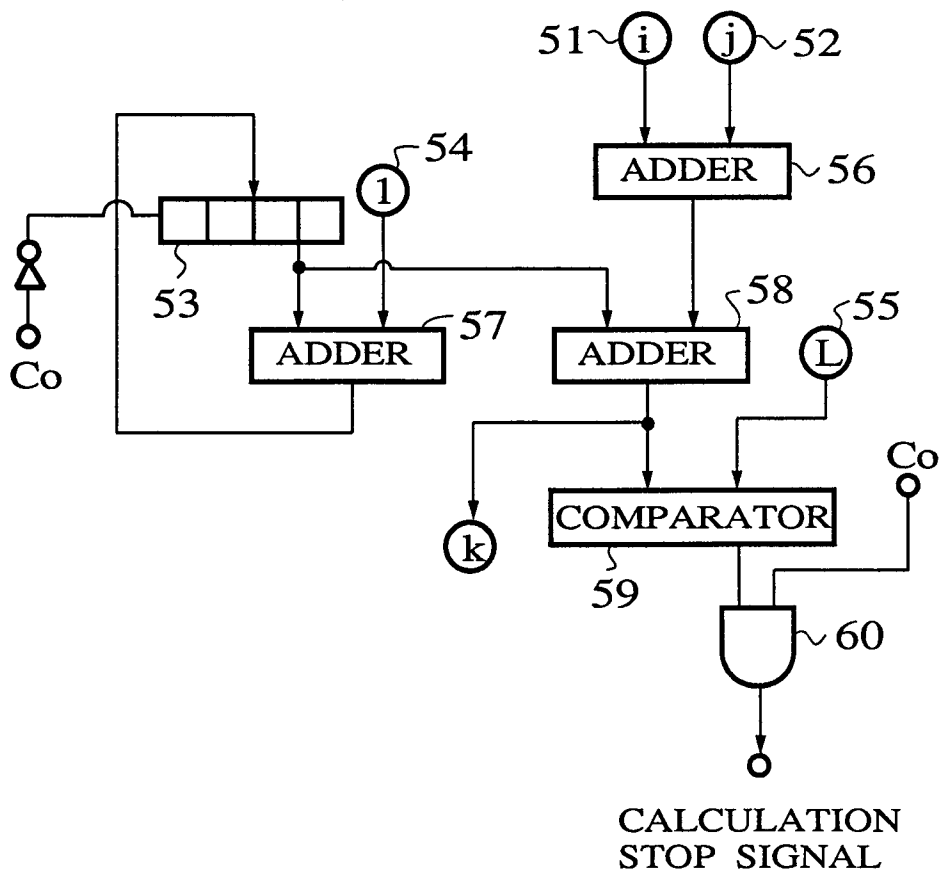 51
i
j
52
54
1
ADDER
56
53
57
58
55
ADDER
ADDER
L
Co
Co
COMPARATOR
k
59
60
CALCULATION
STOP SIGNAL